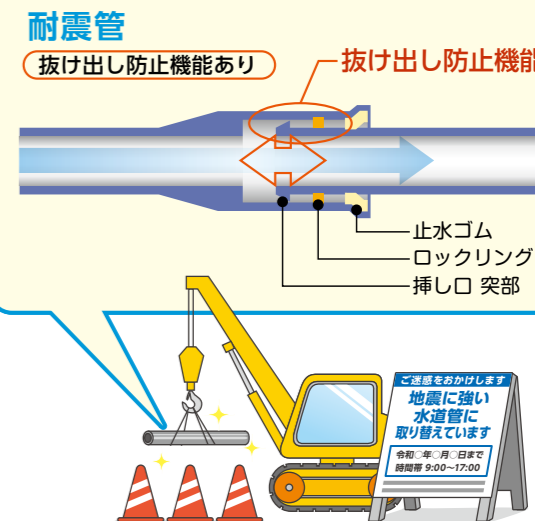 耐震管
抜け出し防止機能あり
抜け出し防止機能
止水ゴム
ロックリング
挿し口 突部
ご迷惑をおかけします
地震に強い
水道管に
取り替えています
令和○年○月○日まで
時間帯 9:00〜17:00